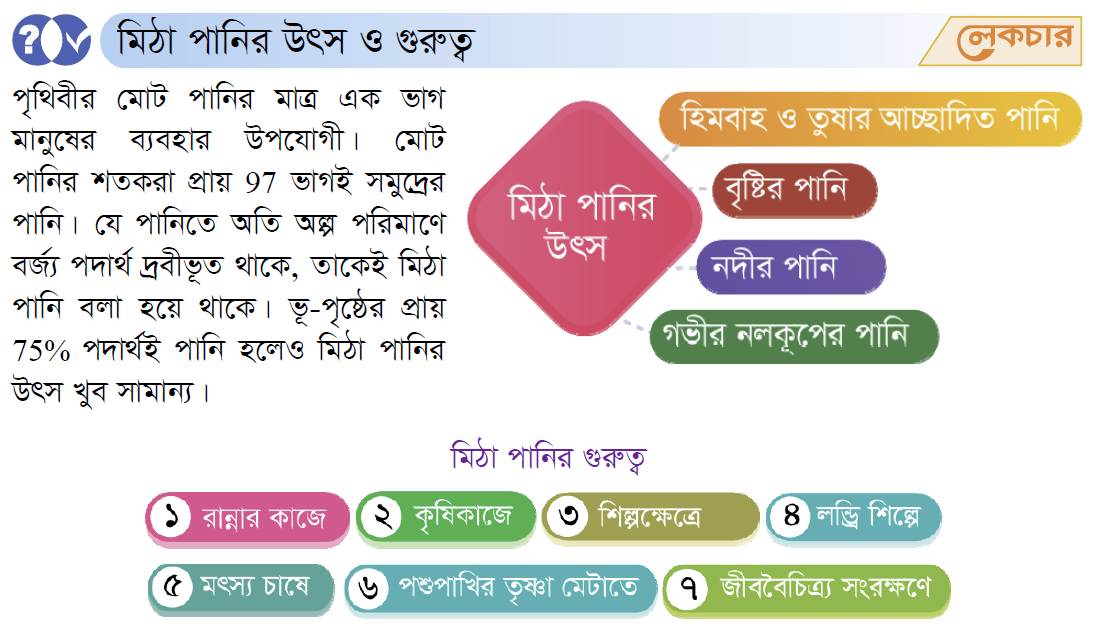 মিঠা পানির উৎস ও গুরুত্ব
লেকচার
পৃথিবীর মোট পানির মাত্র এক ভাগ
মানুষের ব্যবহার উপযোগী। মোট
পানির শতকরা প্রায় 97 ভাগই সমুদ্রের
পানি। যে পানিতে অতি অল্প পরিমাণে
বর্জ্য পদার্থ দ্রবীভূত থাকে, তাকেই মিঠা
পানি বলা হয়ে থাকে। ভূ-পৃষ্ঠের প্রায়
75% পদার্থই পানি হলেও মিঠা পানির
উৎস খুব সামান্য।
মিঠা পানির
উৎস
হিমবাহ ও তুষার আচ্ছাদিত পানি
বৃষ্টির পানি
নদীর পানি
গভীর নলকূপের পানি
মিঠা পানির গুরুত্ব
১ রান্নার কাজে
২ কৃষিকাজে
৩ শিল্পক্ষেত্রে
৪ লন্ড্রি শিল্পে
৫ মৎস্য চাষে
৬ পশুপাখির তৃষ্ণা মেটাতে
৭ জীববৈচিত্র্য সংরক্ষণে